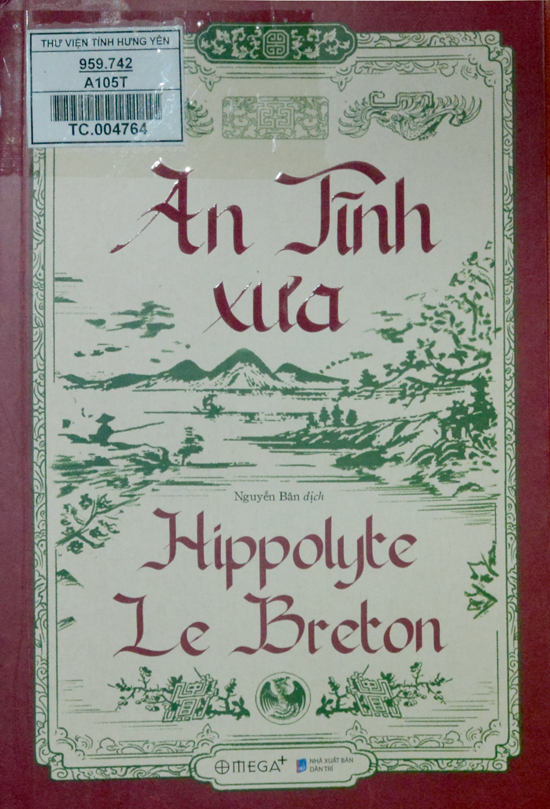 THƯ VIỆN TỈNH HƯNG YÊN
959.742
A105T
TC.004764
An Tĩnh
xưa
Nguyễn Bân dịch
Hippolyte
Le Breton
OMEGA+
NHÀ XUẤT BẢN
DÂN TRÍ